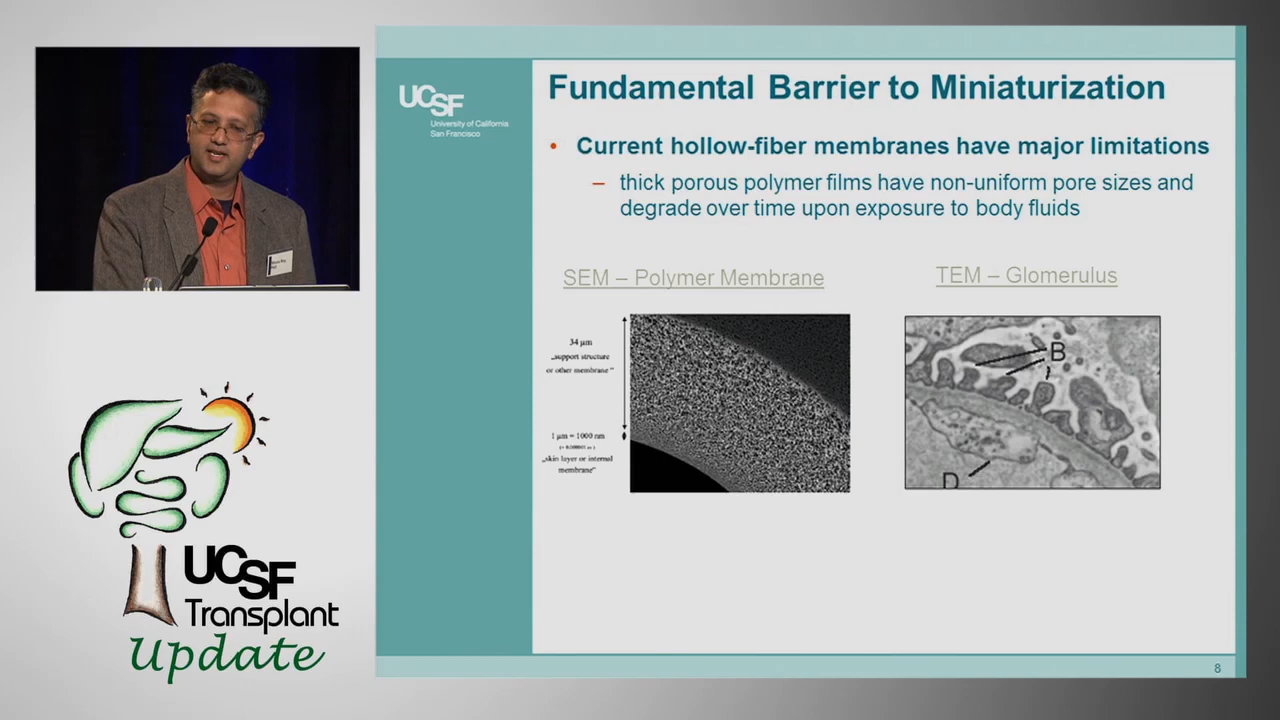 UCSF
University of California
San Francisco
Fundamental Barrier to Miniaturization
• Current hollow-fiber membranes have major limitations
– thick porous polymer films have non-uniform pore sizes and
degrade over time upon exposure to body fluids
SEM – Polymer Membrane
TEM – Glomerulus
34 µm
„support structure
or other membrane“
1 µm = 1000 nm
„skin layer or internal
membrane“
B
D
8
UCSF
Transplant
Update